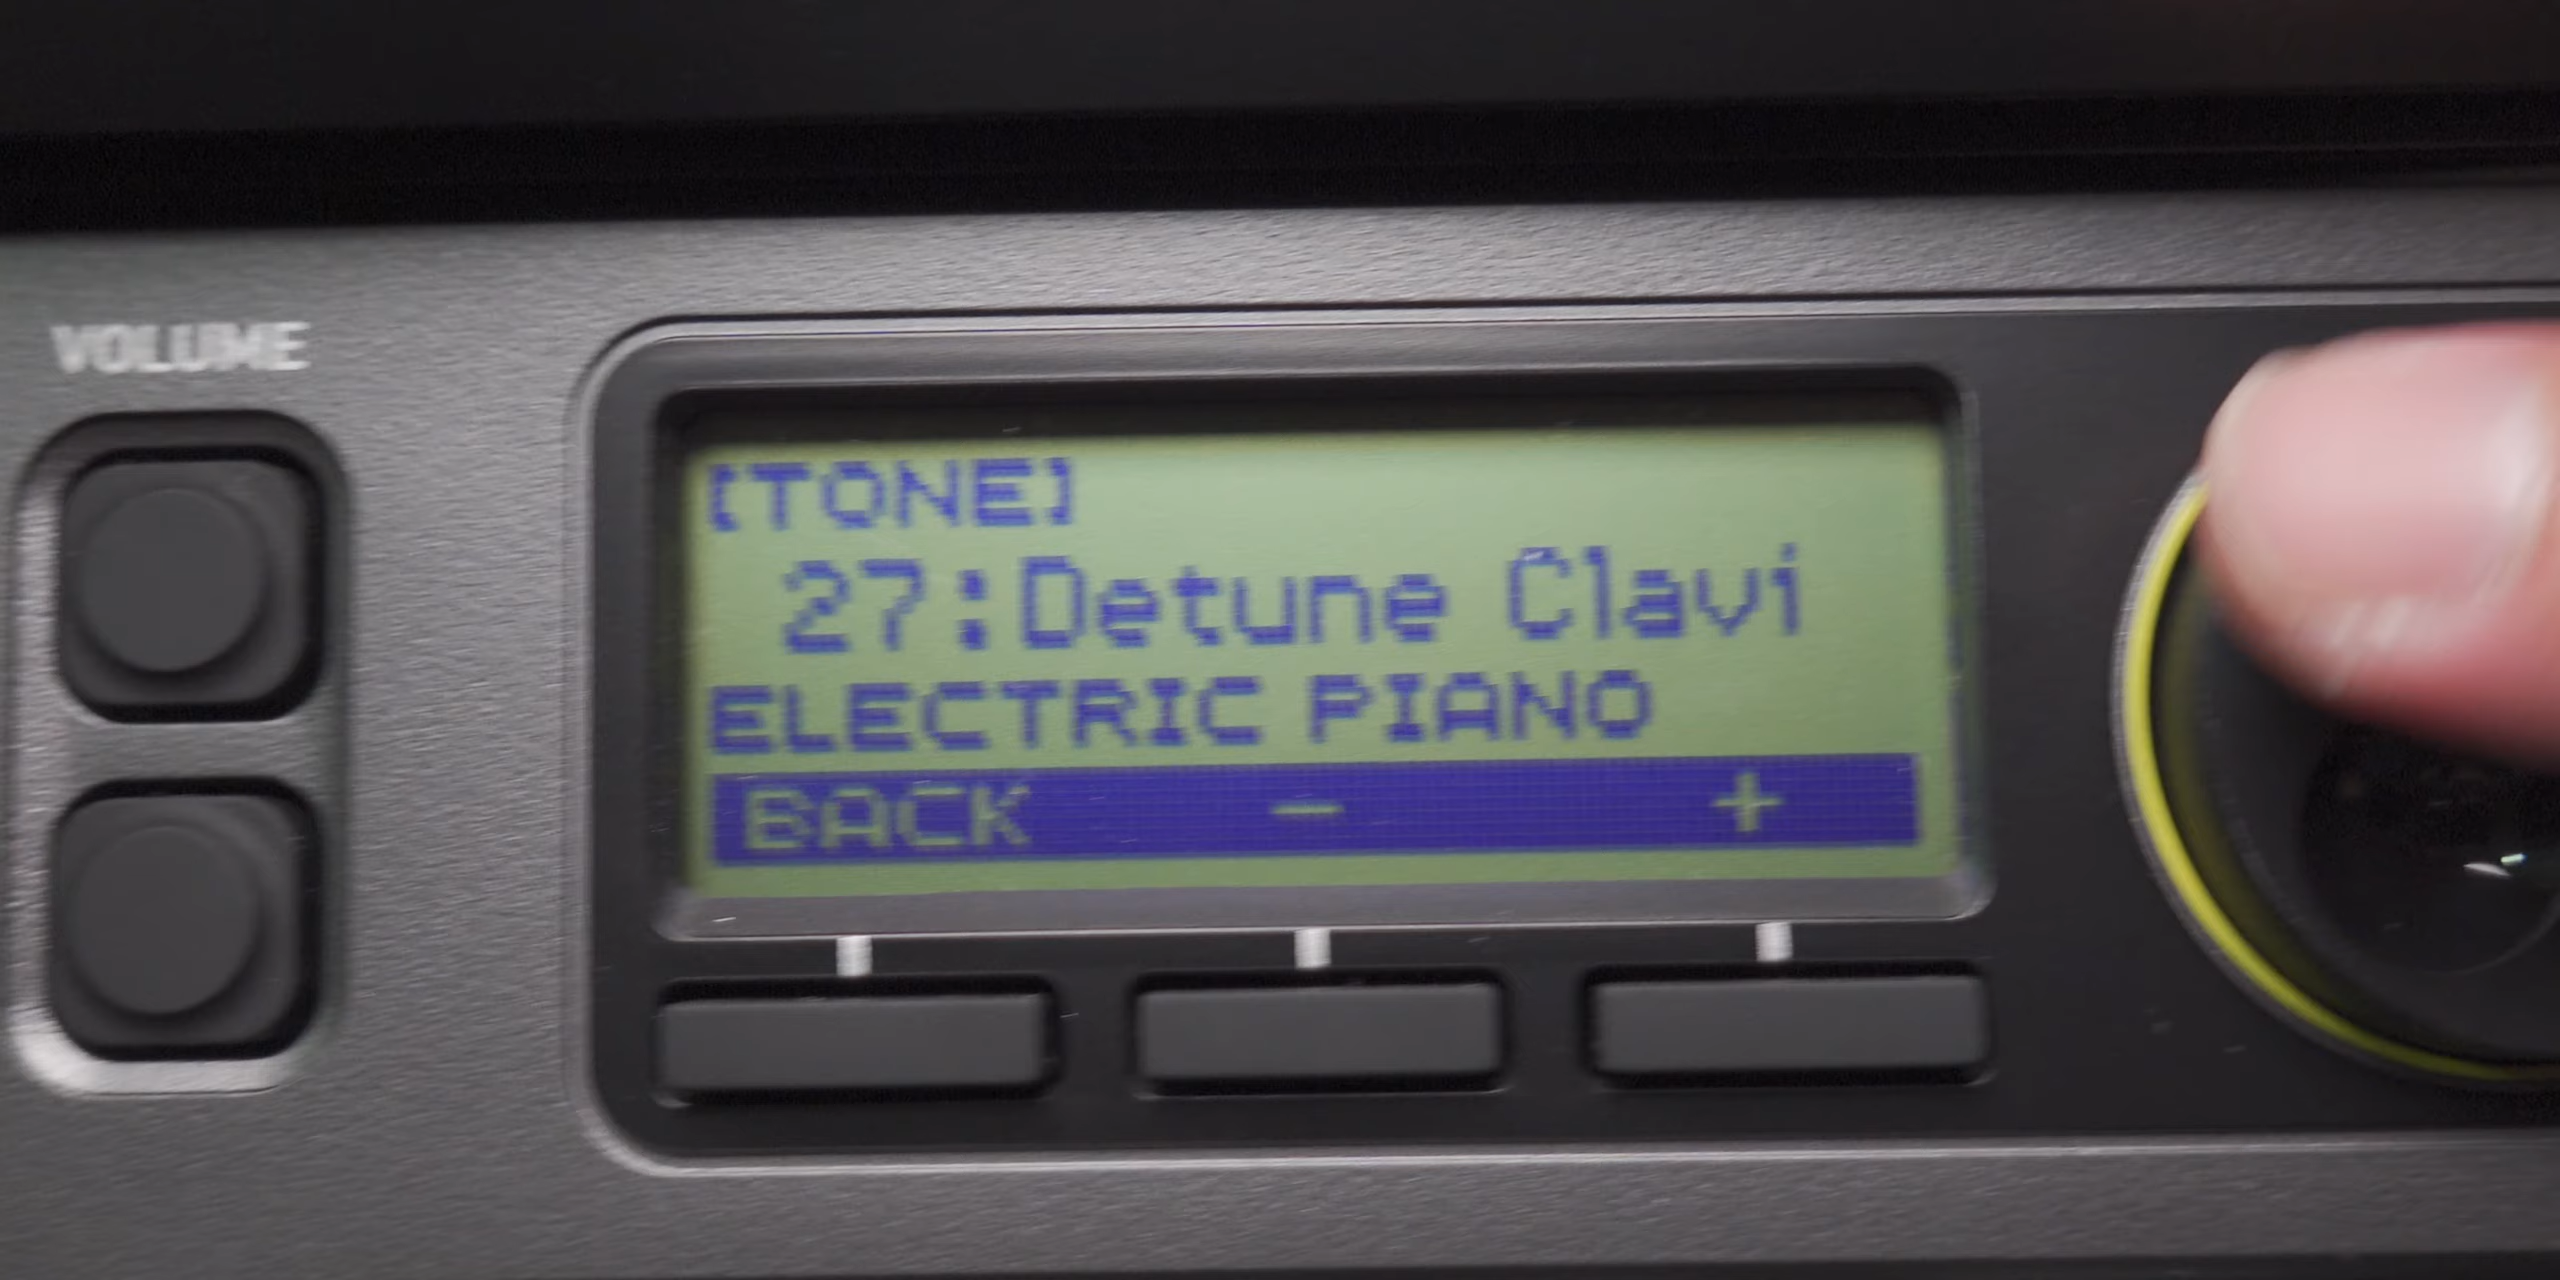 VOLUME
[TONE]
27:Detune Clavi
ELECTRIC PIANO
BACK - +